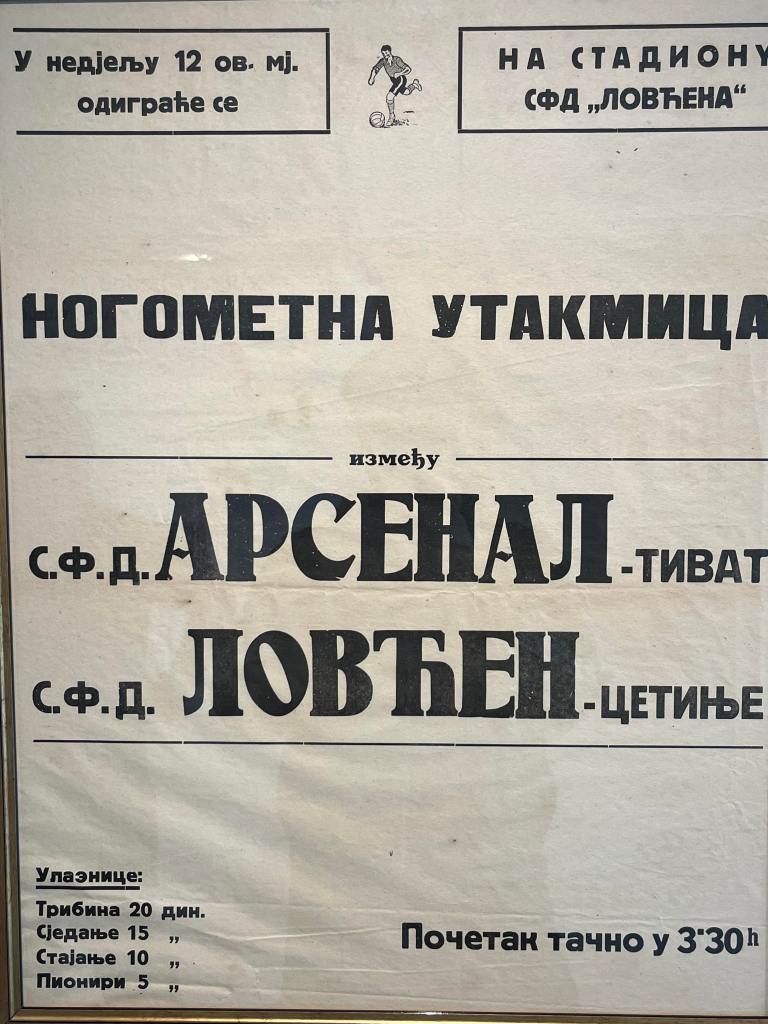 У недјељу 12 ов. мј.
одиграће се
НА СТАДИОНУ
СФД „ЛОВЋЕНА“
НОГОМЕТНА УТАКМИЦА
између
С.Ф.Д. АРСЕНАЛ-ТИВАТ
С.Ф.Д. ЛОВЋЕН-ЦЕТИЊЕ
Улазнице:
Трибина 20 дин.
Сједање 15 „
Стајање 10 „
Пионири 5 „
Почетак тачно у 3·30h